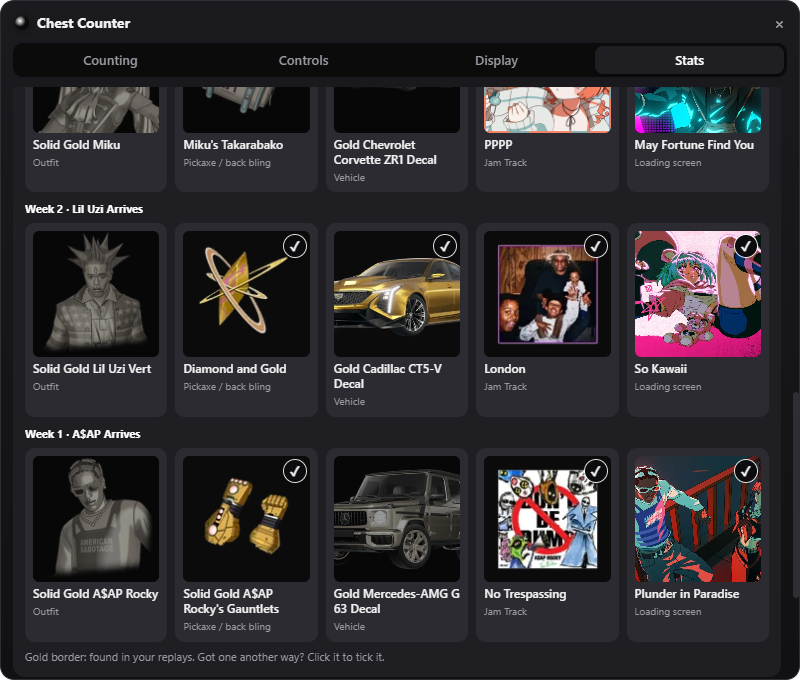 Chest Counter
Counting
Controls
Display
Stats
Solid Gold Miku
Outfit
Miku's Takarabako
Pickaxe / back bling
Gold Chevrolet
Corvette ZR1 Decal
Vehicle
PPPP
Jam Track
May Fortune Find You
Loading screen
Week 2 · Lil Uzi Arrives
Solid Gold Lil Uzi Vert
Outfit
Diamond and Gold
Pickaxe / back bling
Gold Cadillac CT5-V
Decal
Vehicle
London
Jam Track
So Kawaii
Loading screen
Week 1 · A$AP Arrives
AMERICAN
SABOTAGE
Solid Gold A$AP Rocky
Outfit
Solid Gold A$AP
Rocky's Gauntlets
Pickaxe / back bling
Gold Mercedes-AMG G
63 Decal
Vehicle
A$AP ROCKY
No Trespassing
Jam Track
Plunder in Paradise
Loading screen
Gold border: found in your replays. Got one another way? Click it to tick it.